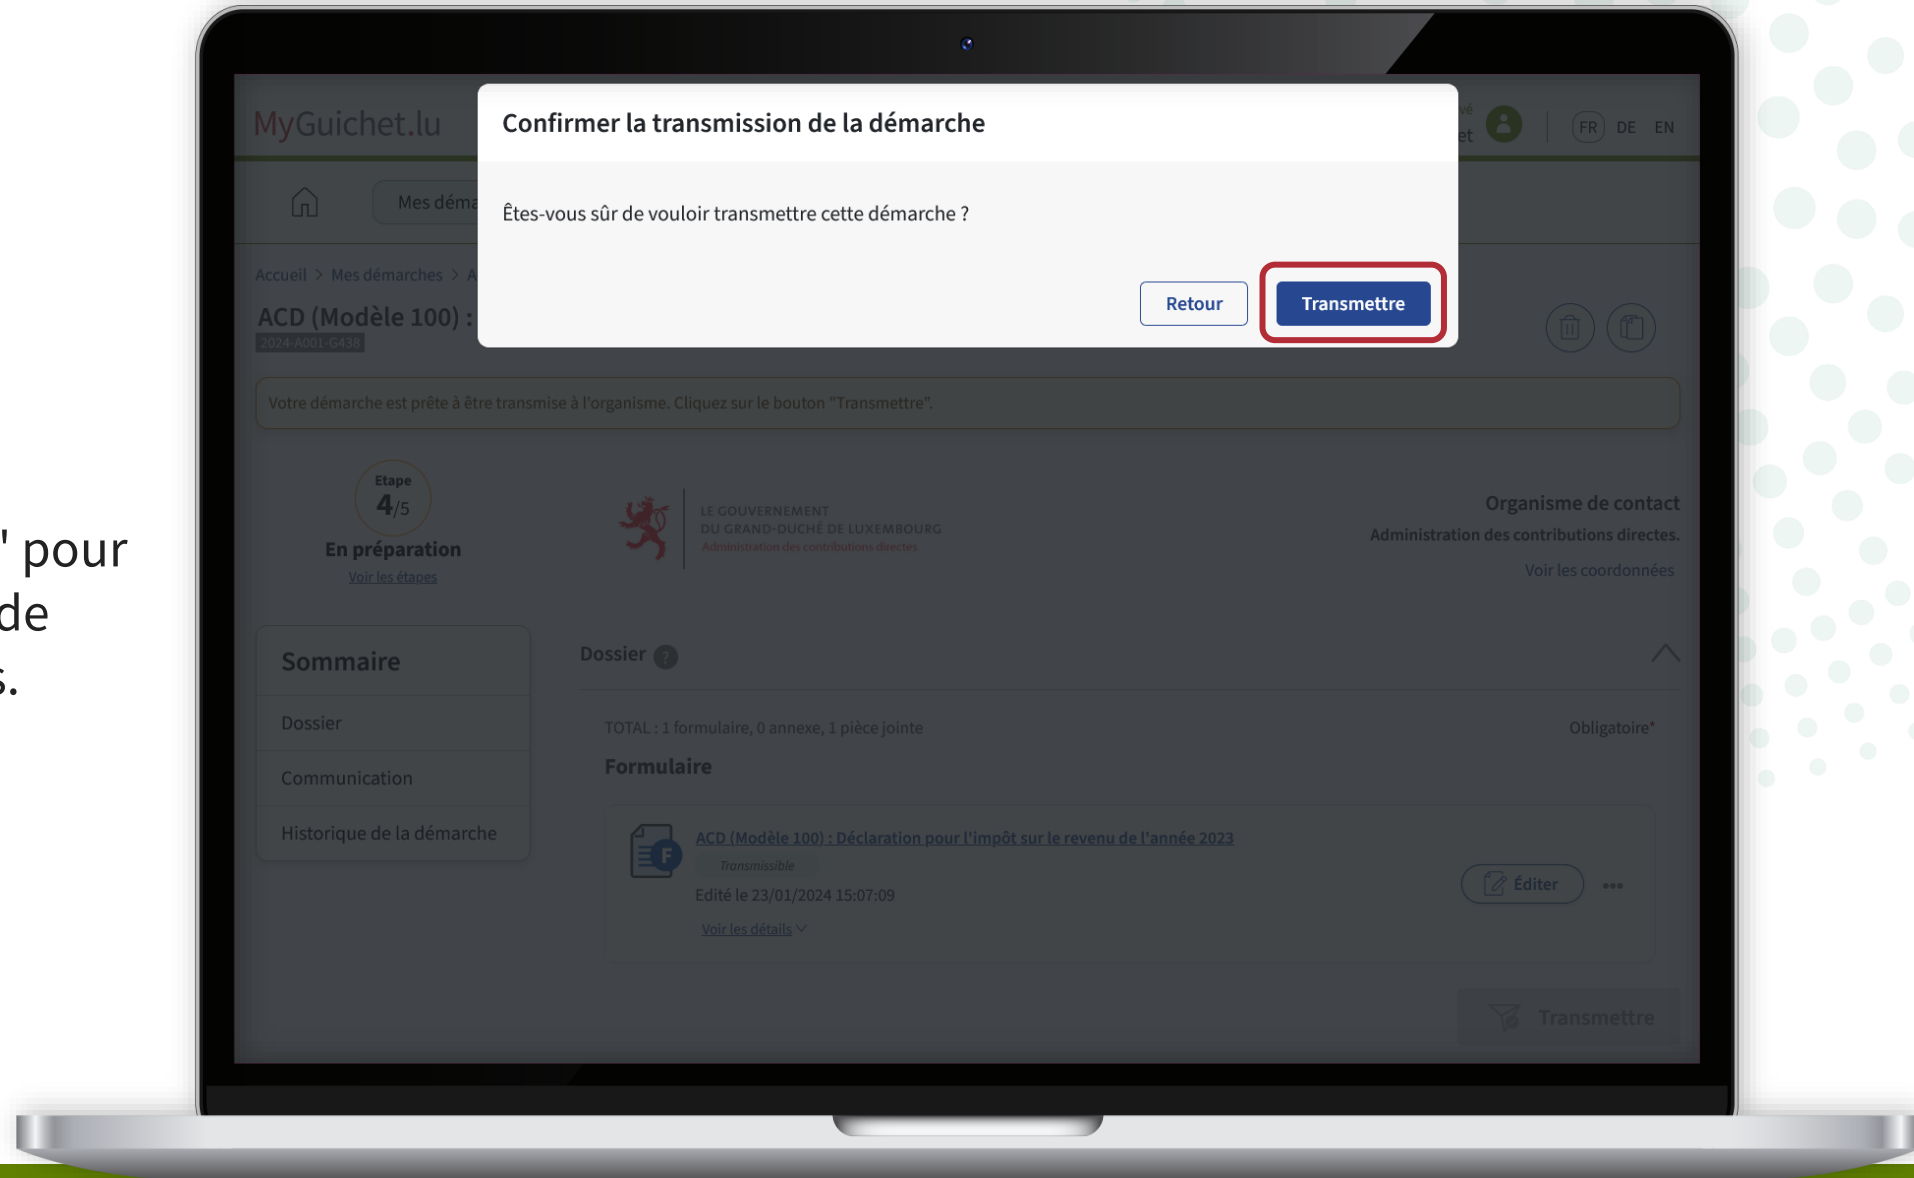 " pour
de
s.
MyGuichet.lu
vé
et
FR DE EN
Mes déma
Accueil > Mes démarches > A
ACD (Modèle 100) :
2024-A001-G438
Confirmer la transmission de la démarche
Êtes-vous sûr de vouloir transmettre cette démarche ?
Retour
Transmettre
Votre démarche est prête à être transmise à l'organisme. Cliquez sur le bouton "Transmettre".
Etape
4/5
En préparation
Voir les étapes
LE GOUVERNEMENT
DU GRAND-DUCHÉ DE LUXEMBOURG
Administration des contributions directes
Organisme de contact
Administration des contributions directes.
Voir les coordonnées
Sommaire
Dossier
Communication
Historique de la démarche
Dossier ?
TOTAL : 1 formulaire, 0 annexe, 1 pièce jointe
Obligatoire*
Formulaire
F
ACD (Modèle 100) : Déclaration pour l'impôt sur le revenu de l'année 2023
Transmissible
Edité le 23/01/2024 15:07:09
Voir les détails
Éditer
Transmettre